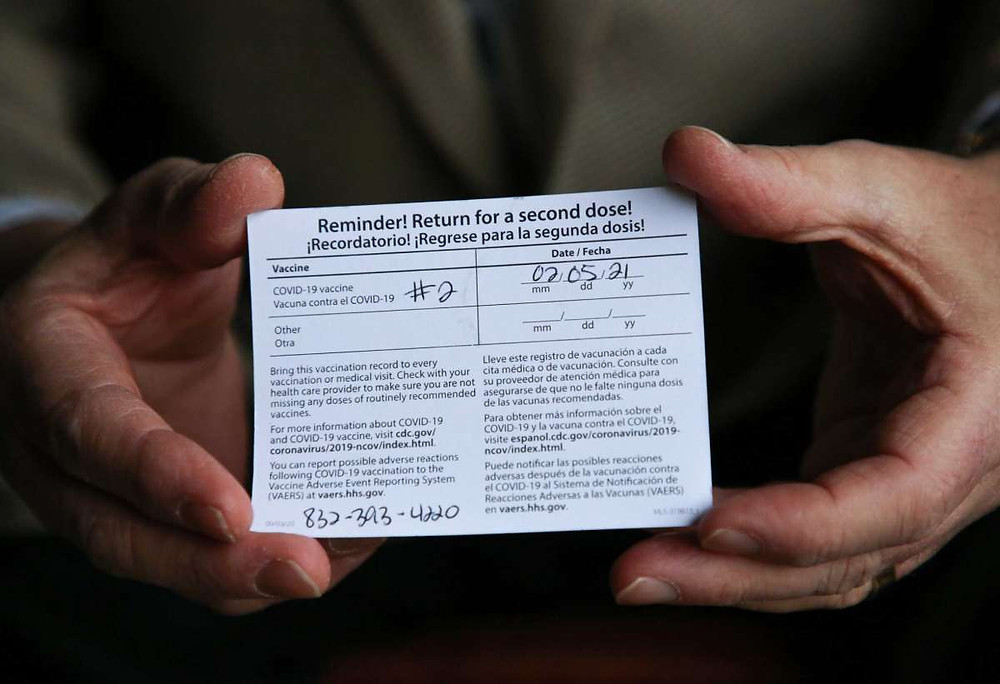 Reminder! Return for a second dose!
¡Recordatorio! ¡Regrese para la segunda dosis!
Vaccine
Date / Fecha
COVID-19 vaccine
Vacuna contra el COVID-19
#2
02/05/21
mm dd yy
Other
Otra
__/__/__
mm dd yy
Bring this vaccination record to every
vaccination or medical visit. Check with your
health care provider to make sure you are not
missing any doses of routinely recommended
vaccines.
For more information about COVID-19
and COVID-19 vaccine, visit cdc.gov/
coronavirus/2019-ncov/index.html.
You can report possible adverse reactions
following COVID-19 vaccination to the
Vaccine Adverse Event Reporting System
(VAERS) at vaers.hhs.gov.
Lleve este registro de vacunación a cada
cita médica o de vacunación. Consulte con
su proveedor de atención médica para
asegurarse de que no le falte ninguna dosis
de las vacunas recomendadas.
Para obtener más información sobre el
COVID-19 y la vacuna contra el COVID-19,
visite espanol.cdc.gov/coronavirus/2019-
ncov/index.html.
Puede notificar las posibles reacciones
adversas después de la vacunación contra
el COVID-19 al Sistema de Notificación de
Reacciones Adversas a las Vacunas (VAERS)
en vaers.hhs.gov.
832-393-4220